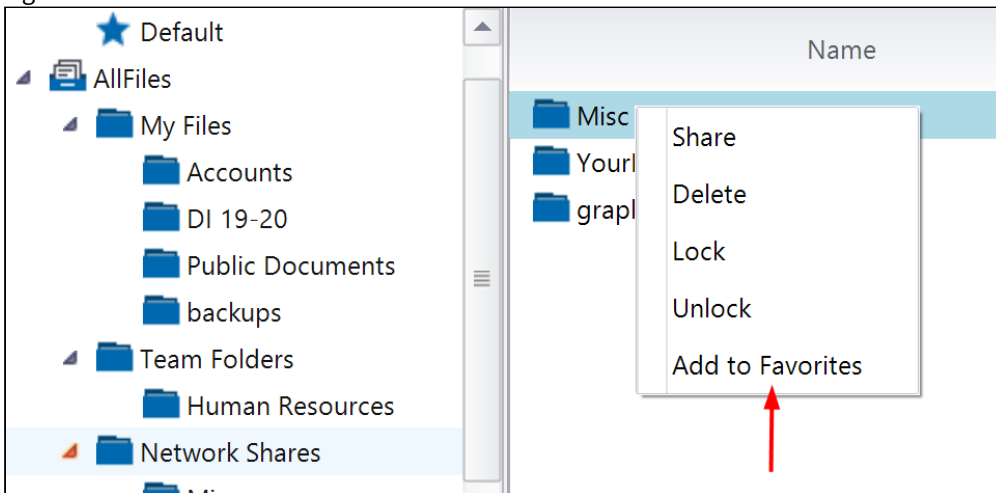 Default
AllFiles
My Files
Accounts
DI 19-20
Public Documents
backups
Team Folders
Human Resources
Network Shares
Name
Misc
Share
Delete
Lock
Unlock
Add to Favorites